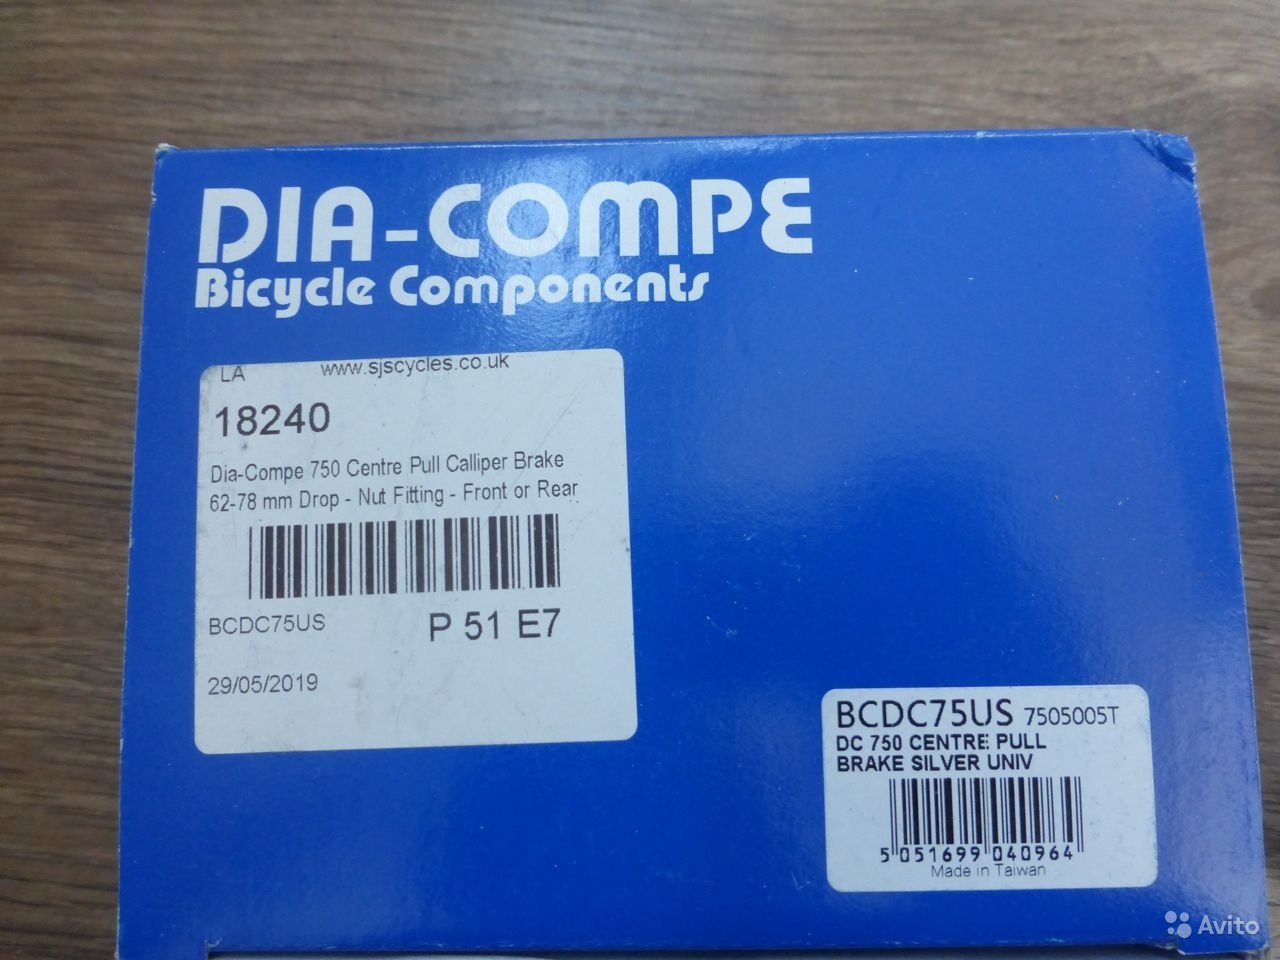 DIA-COMPE
Bicycle Components
LA www.sjscycles.co.uk
18240
Dia-Compe 750 Centre Pull Calliper Brake
62-78 mm Drop - Nut Fitting - Front or Rear
BCDC75US P 51 E7
29/05/2019
BCDC75US 7505005T
DC 750 CENTRE PULL
BRAKE SILVER UNIV
5 051699 040964
Made in Taiwan
Avito